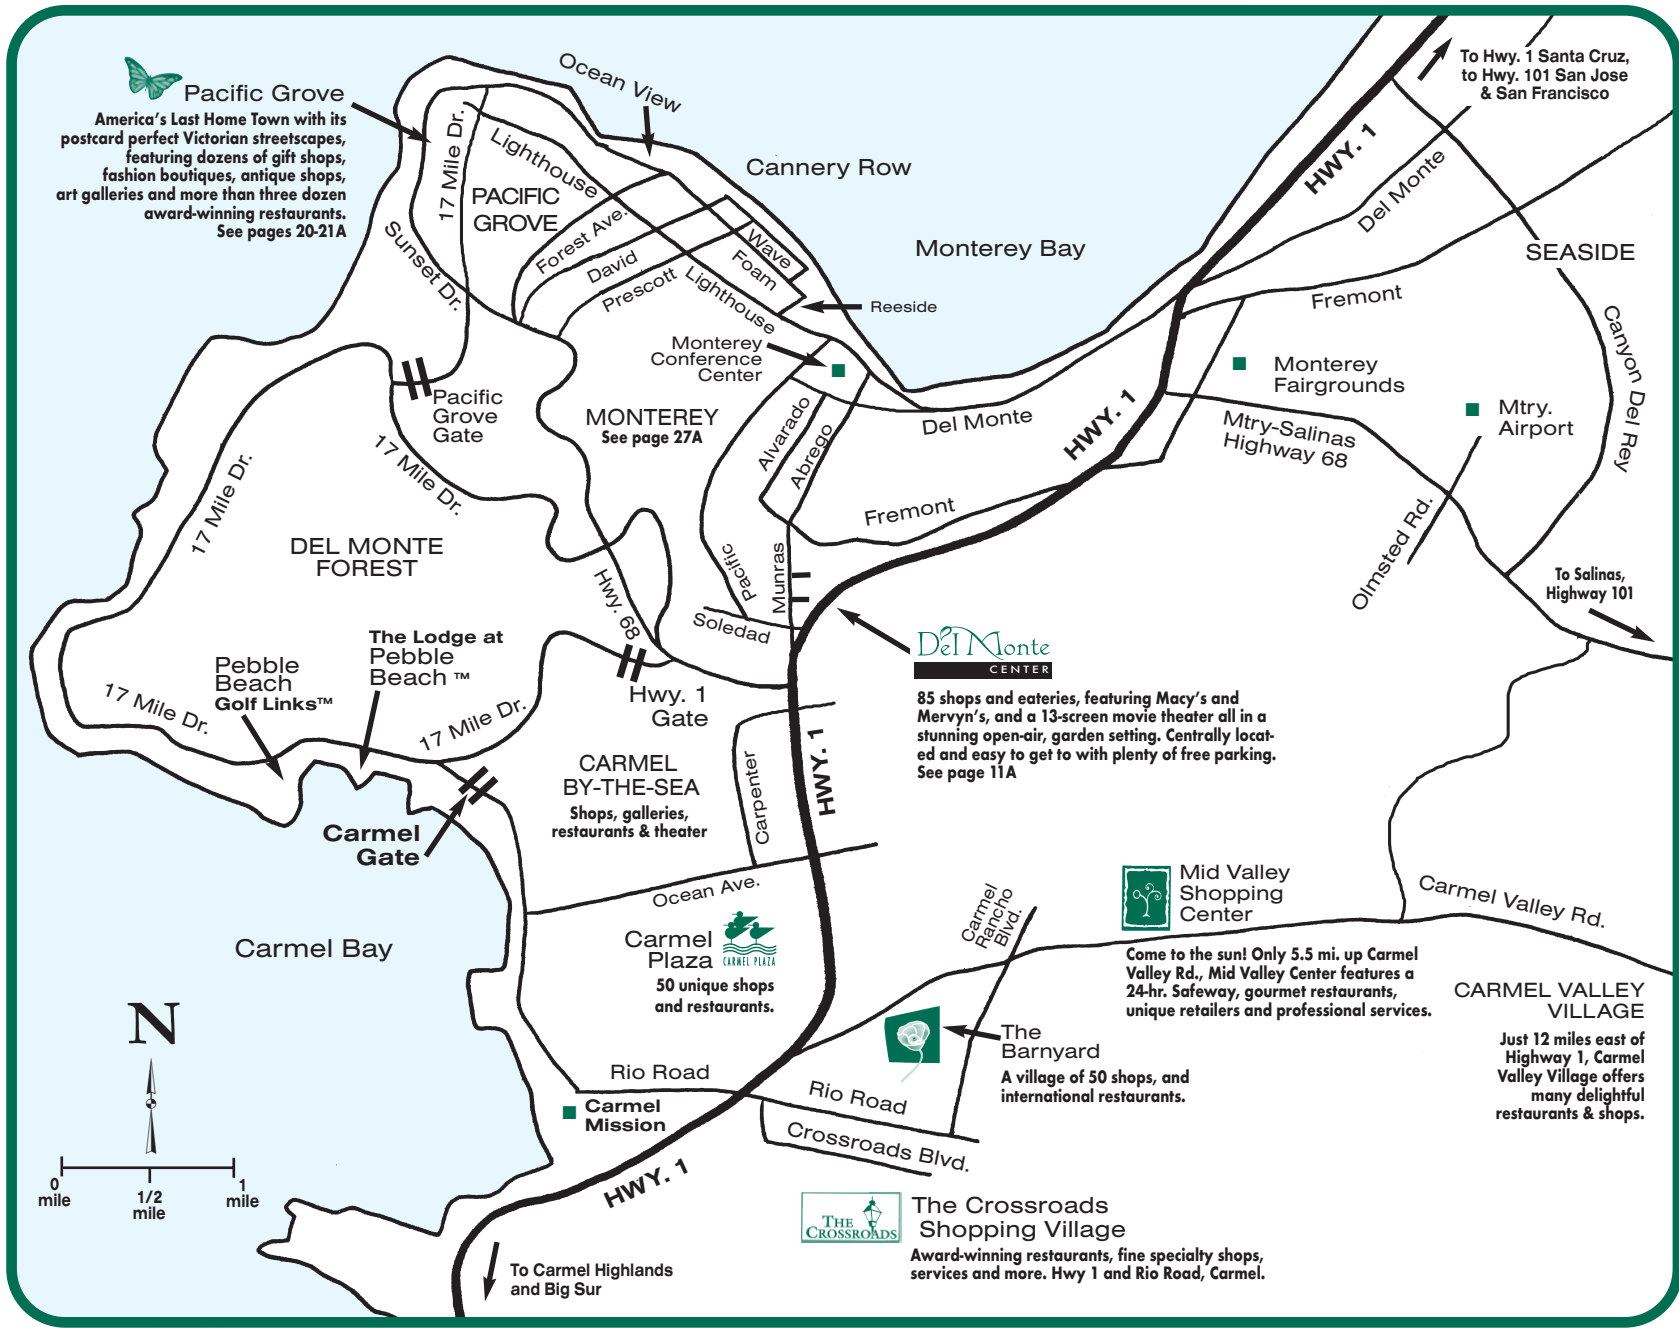 Pacific Grove
America's Last Home Town with its
postcard perfect Victorian streetscapes,
featuring dozens of gift shops,
fashion boutiques, antique shops,
art galleries and more than three dozen
award-winning restaurants.
See pages 20-21A
Ocean View
Cannery Row
Monterey Bay
To Hwy. 1 Santa Cruz,
to Hwy. 101 San Jose
& San Francisco
HWY. 1
Del Monte
SEASIDE
Fremont
Canyon Del Rey
17 Mile Dr.
Lighthouse
PACIFIC
GROVE
Sunset Dr.
Forest Ave.
David
Prescott
Wave
Foam
Lighthouse
Reeside
Monterey
Conference
Center
Pacific
Grove
Gate
MONTEREY
See page 27A
Alvarado
Abrego
Del Monte
HWY. 1
Monterey
Fairgrounds
Mtry.
Airport
Mtry-Salinas
Highway 68
Fremont
Olmsted Rd.
To Salinas,
Highway 101
17 Mile Dr.
17 Mile Dr.
DEL MONTE
FOREST
Hwy. 68
Pacific
Munras
Soledad
Del Monte
CENTER
85 shops and eateries, featuring Macy's and
Mervyn's, and a 13-screen movie theater all in a
stunning open-air, garden setting. Centrally locat-
ed and easy to get to with plenty of free parking.
See page 11A
The Lodge at
Pebble
Beach™
Pebble
Beach
Golf Links™
17 Mile Dr.
17 Mile Dr.
Hwy. 1
Gate
CARMEL
BY-THE-SEA
Shops, galleries,
restaurants & theater
Carpenter
HWY. 1
Carmel
Gate
Ocean Ave.
Carmel
Plaza
CARMEL PLAZA
50 unique shops
and restaurants.
Carmel Bay
Carmel
Rancho
Blvd.
Mid Valley
Shopping
Center
Come to the sun! Only 5.5 mi. up Carmel
Valley Rd., Mid Valley Center features a
24-hr. Safeway, gourmet restaurants,
unique retailers and professional services.
Carmel Valley Rd.
CARMEL VALLEY
VILLAGE
Just 12 miles east of
Highway 1, Carmel
Valley Village offers
many delightful
restaurants & shops.
The
Barnyard
A village of 50 shops, and
international restaurants.
N
0
mile
1/2
mile
1
mile
Rio Road
Carmel
Mission
Rio Road
Crossroads Blvd.
HWY. 1
THE
CROSSROADS
The Crossroads
Shopping Village
Award-winning restaurants, fine specialty shops,
services and more. Hwy 1 and Rio Road, Carmel.
To Carmel Highlands
and Big Sur